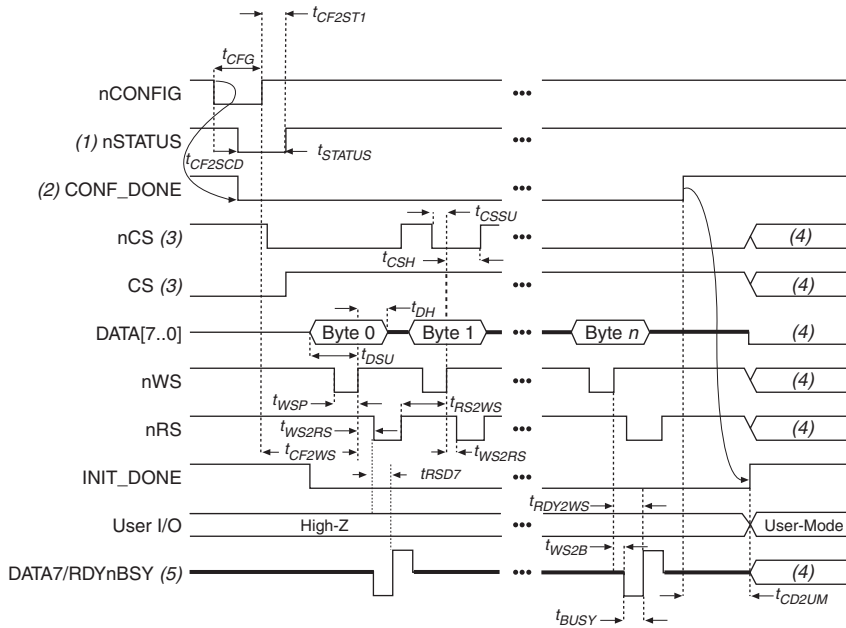 tCF2ST1
tCFG
nCONFIG
(1) nSTATUS
tSTATUS
tCF2SCD
(2) CONF_DONE
tCSSU
nCS (3)
(4)
tCSH
CS (3)
(4)
tDH
DATA[7..0]
Byte 0
Byte 1
Byte n
(4)
tDSU
nWS
(4)
tWSP
tRS2WS
nRS
(4)
tWS2RS
tWS2RS
tCF2WS
INIT_DONE
tRSD7
tRDY2WS
User I/O
High-Z
User-Mode
tWS2B
DATA7/RDYnBSY (5)
(4)
tCD2UM
tBUSY